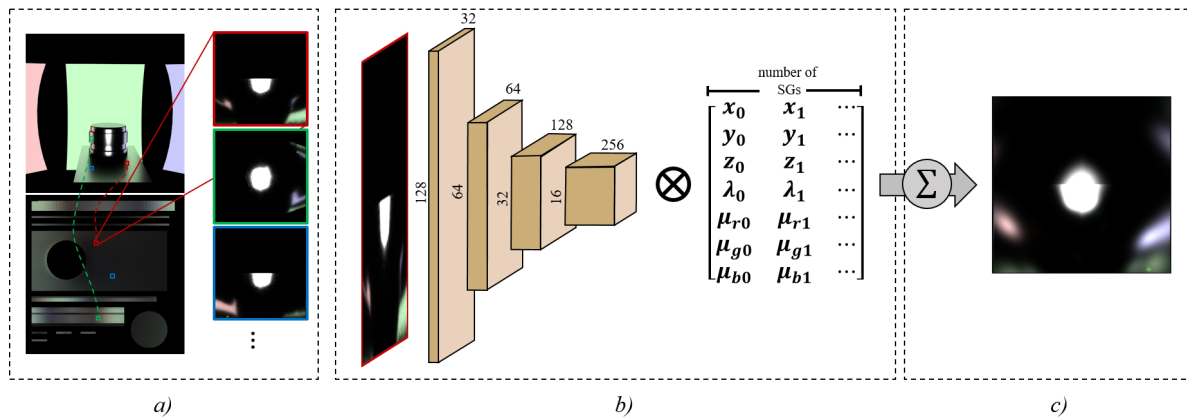 32
64
128
256
128
64
32
16
number of
SGs
x₀ x₁ ...
y₀ y₁ ...
z₀ z₁ ...
λ₀ λ₁ ...
μᵣ₀ μᵣ₁ ...
μg₀ μg₁ ...
μb₀ μb₁ ...
Σ
a)
b)
c)